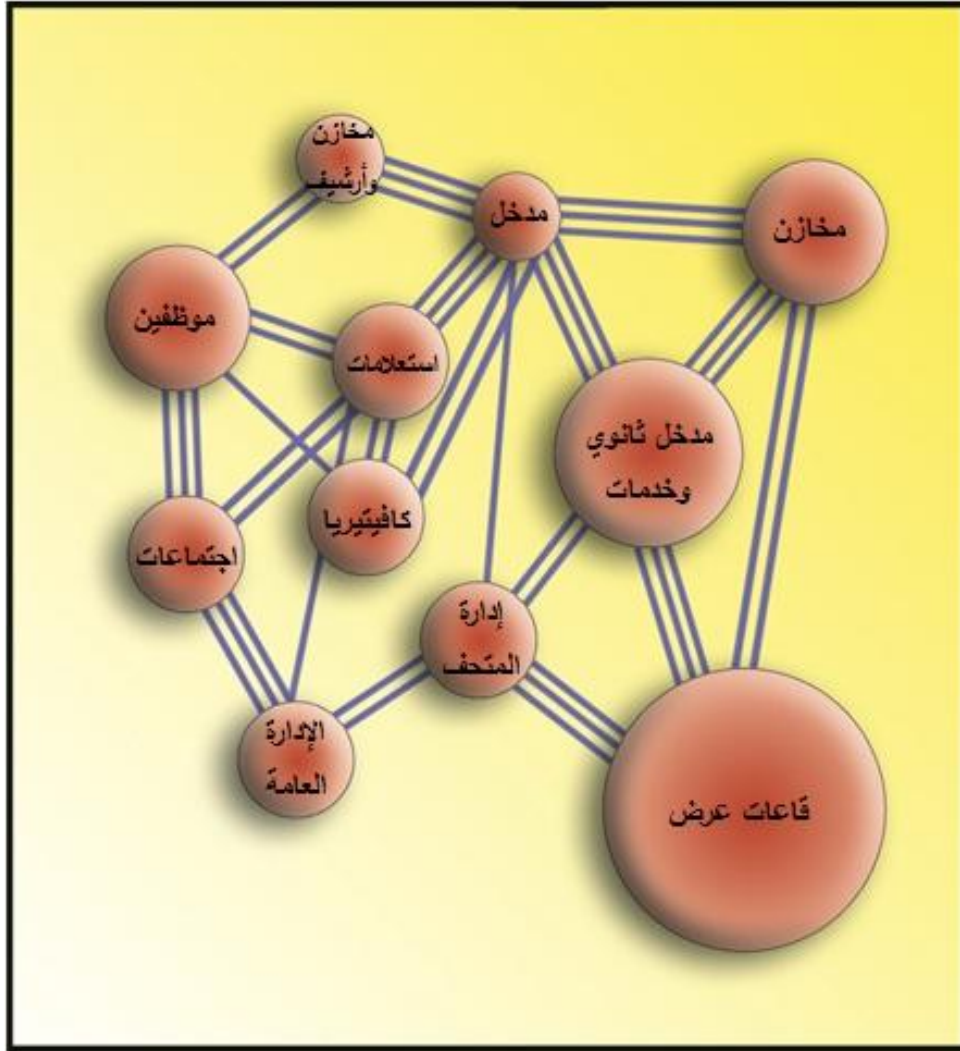 مخازن
وأرشيف
مدخل
مخازن
موظفين
استعلامات
مدخل ثانوي
وخدمات
كافيتيريا
اجتماعات
إدارة
المتحف
الإدارة
العامة
قاعات عرض